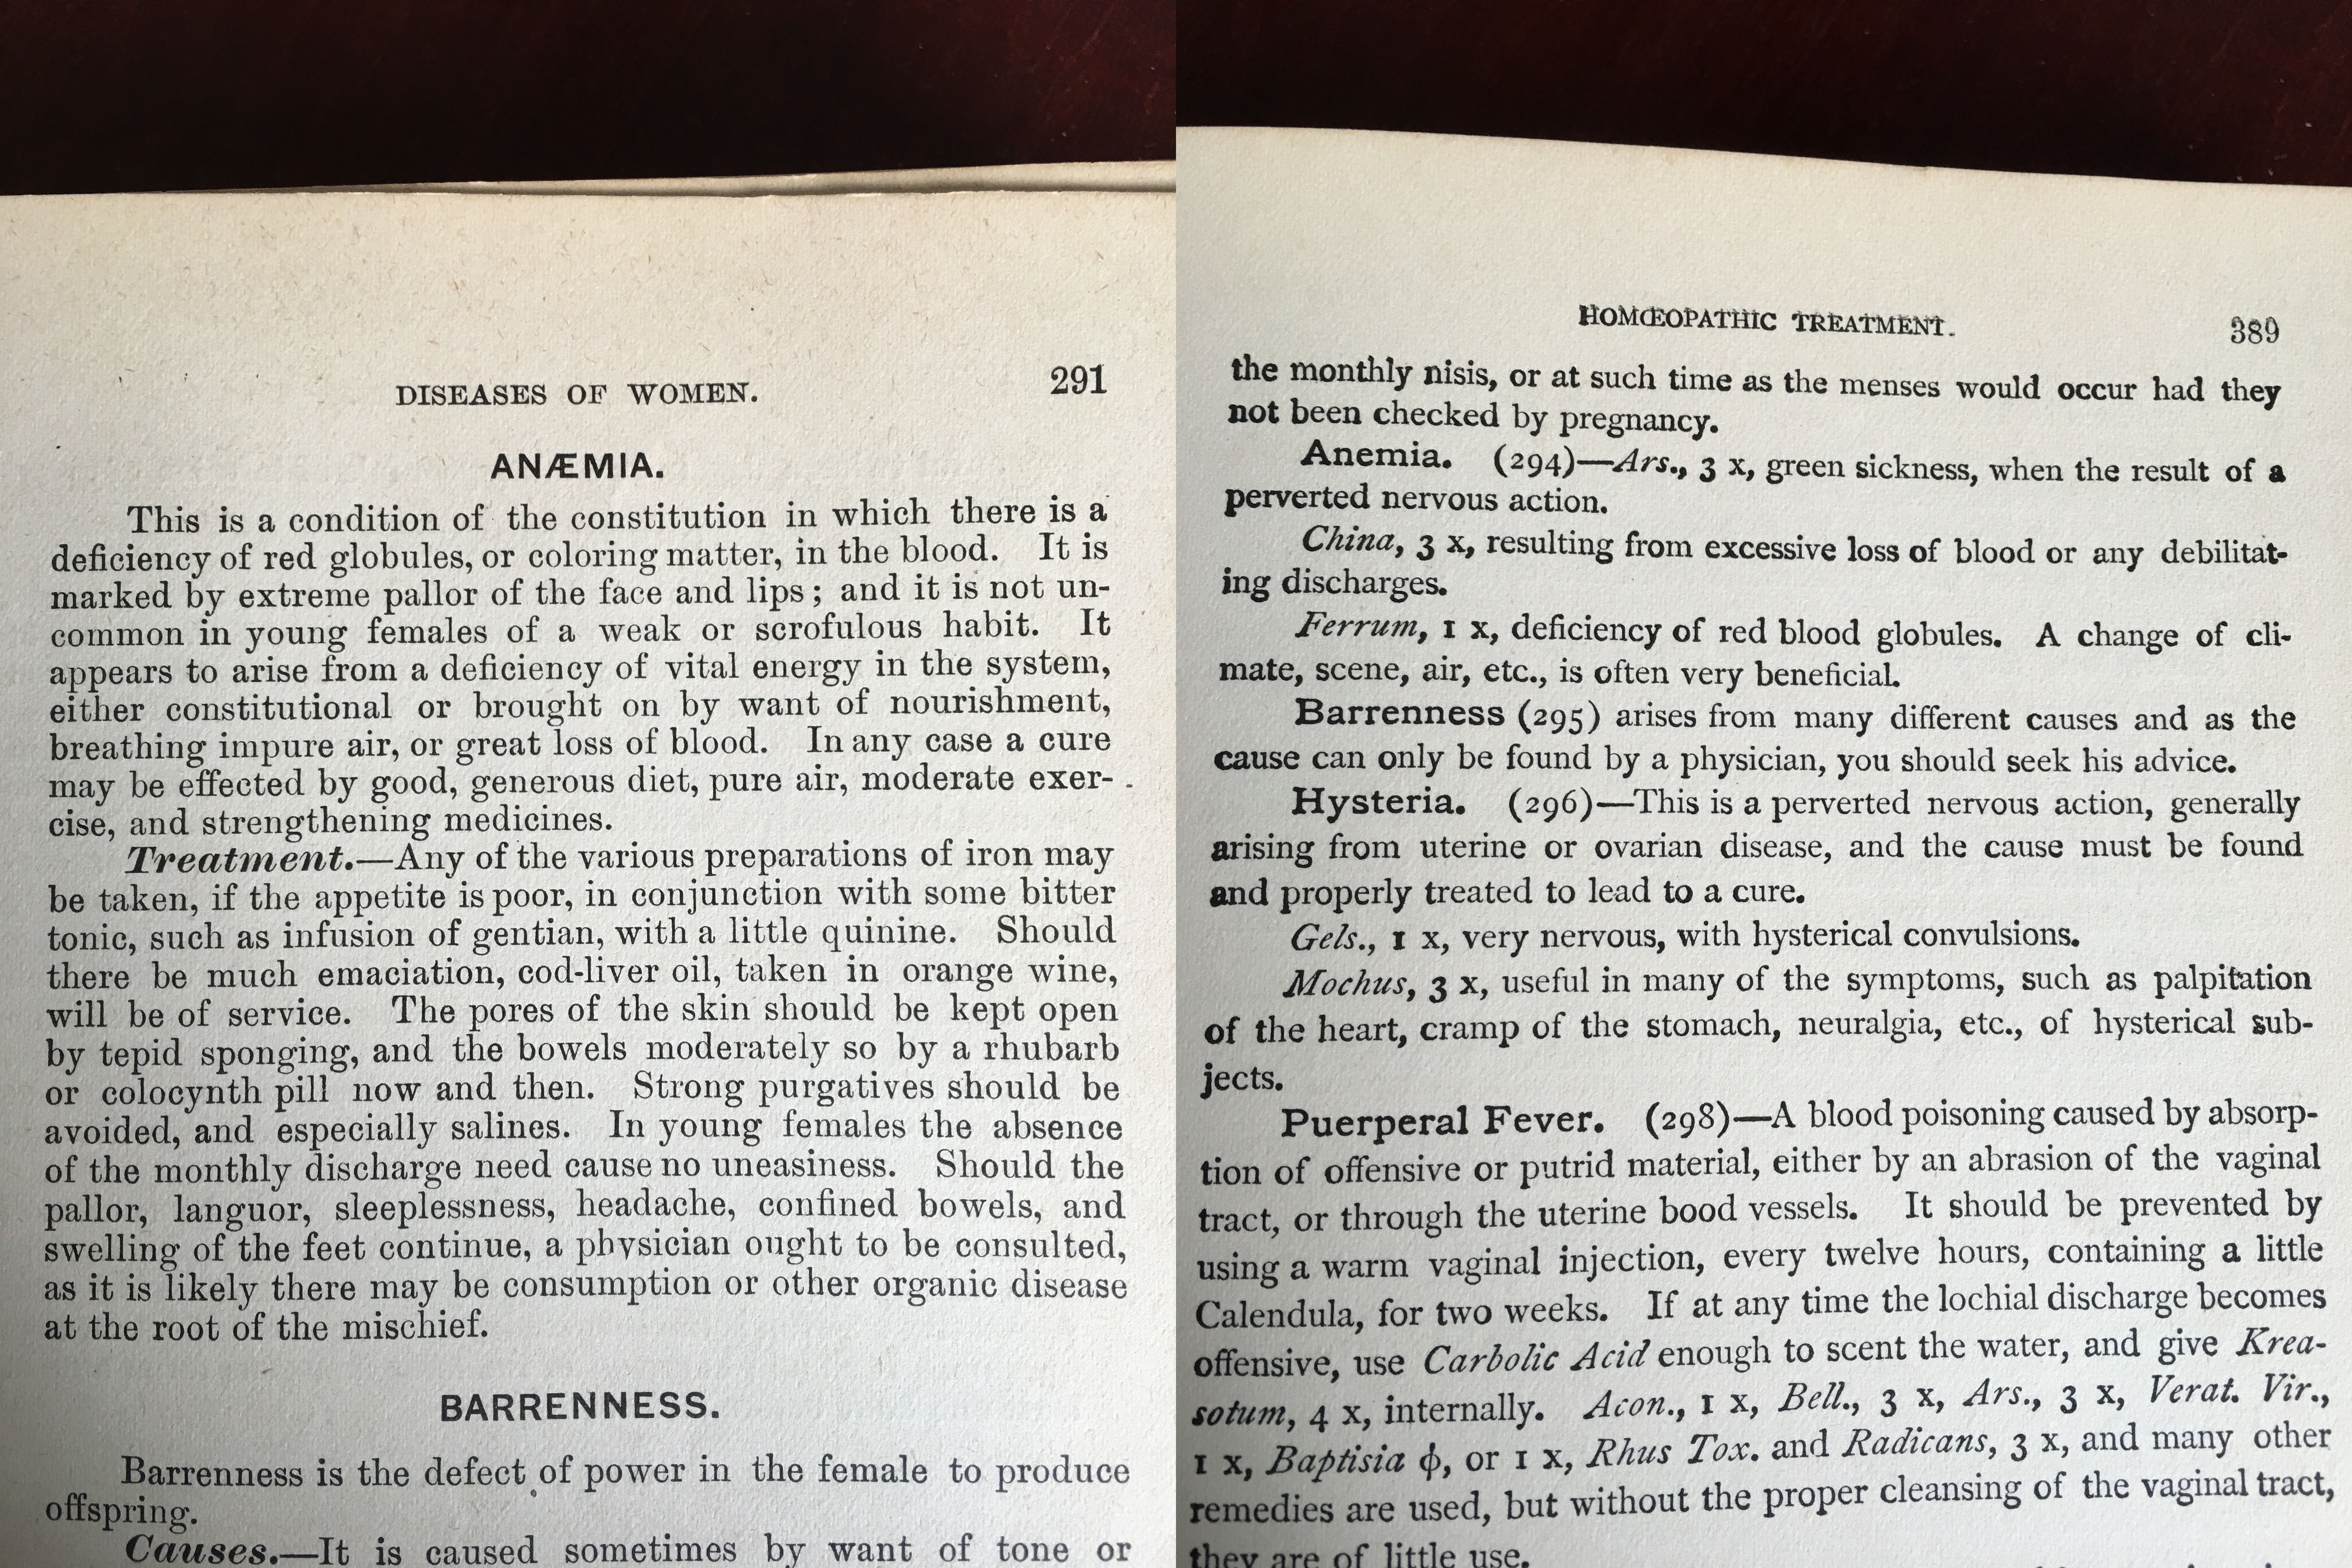 DISEASES OF WOMEN. 291
ANÆMIA.
This is a condition of the constitution in which there is a
deficiency of red globules, or coloring matter, in the blood. It is
marked by extreme pallor of the face and lips; and it is not un-
common in young females of a weak or scrofulous habit. It
appears to arise from a deficiency of vital energy in the system,
either constitutional or brought on by want of nourishment,
breathing impure air, or great loss of blood. In any case a cure
may be effected by good, generous diet, pure air, moderate exer-
cise, and strengthening medicines.
Treatment.—Any of the various preparations of iron may
be taken, if the appetite is poor, in conjunction with some bitter
tonic, such as infusion of gentian, with a little quinine. Should
there be much emaciation, cod-liver oil, taken in orange wine,
will be of service. The pores of the skin should be kept open
by tepid sponging, and the bowels moderately so by a rhubarb
or colocynth pill now and then. Strong purgatives should be
avoided, and especially salines. In young females the absence
of the monthly discharge need cause no uneasiness. Should the
pallor, languor, sleeplessness, headache, confined bowels, and
swelling of the feet continue, a physician ought to be consulted,
as it is likely there may be consumption or other organic disease
at the root of the mischief.
BARRENNESS.
Barrenness is the defect of power in the female to produce
offspring.
Causes.—It is caused sometimes by want of tone or
HOMŒOPATHIC TREATMENT. 389
the monthly nisis, or at such time as the menses would occur had they
not been checked by pregnancy.
Anemia. (294)—Ars., 3 x, green sickness, when the result of a
perverted nervous action.
China, 3 x, resulting from excessive loss of blood or any debilitat-
ing discharges.
Ferrum, 1 x, deficiency of red blood globules. A change of cli-
mate, scene, air, etc., is often very beneficial.
Barrenness (295) arises from many different causes and as the
cause can only be found by a physician, you should seek his advice.
Hysteria. (296)—This is a perverted nervous action, generally
arising from uterine or ovarian disease, and the cause must be found
and properly treated to lead to a cure.
Gels., 1 x, very nervous, with hysterical convulsions.
Mochus, 3 x, useful in many of the symptoms, such as palpitation
of the heart, cramp of the stomach, neuralgia, etc., of hysterical sub-
jects.
Puerperal Fever. (298)—A blood poisoning caused by absorp-
tion of offensive or putrid material, either by an abrasion of the vaginal
tract, or through the uterine bood vessels. It should be prevented by
using a warm vaginal injection, every twelve hours, containing a little
Calendula, for two weeks. If at any time the lochial discharge becomes
offensive, use Carbolic Acid enough to scent the water, and give Krea-
sotum, 4 x, internally. Acon., 1 x, Bell., 3 x, Ars., 3 x, Verat. Vir.,
1 x, Baptisia ϕ, or 1 x, Rhus Tox. and Radicans, 3 x, and many other
remedies are used, but without the proper cleansing of the vaginal tract,
they are of little use.